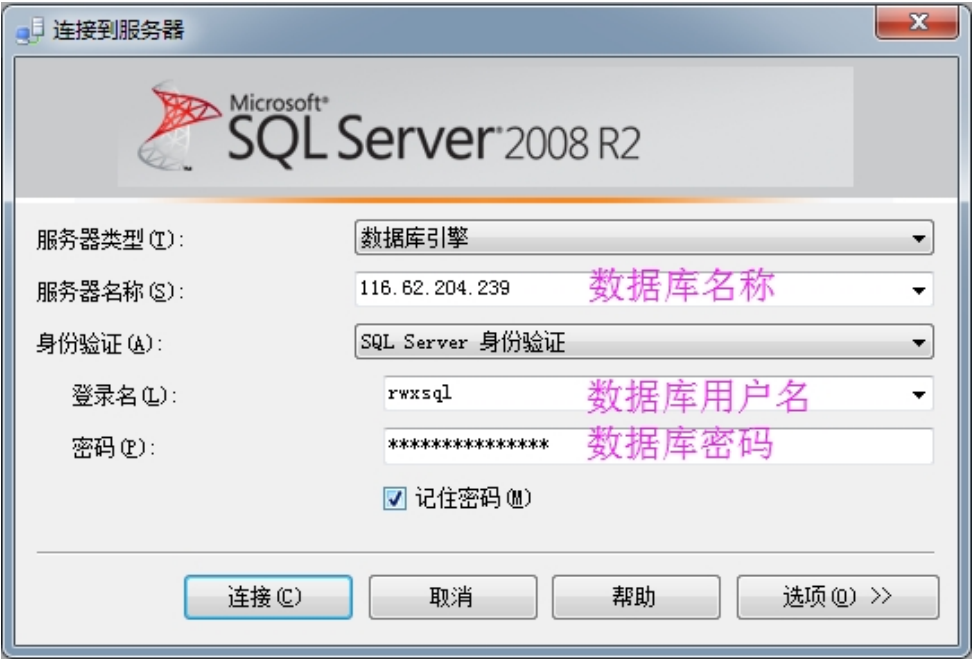 连接到服务器
Microsoft®
SQL Server® 2008 R2
服务器类型(T): 数据库引擎
服务器名称(S): 116.62.204.239 数据库名称
身份验证(A): SQL Server 身份验证
登录名(L): rwxsql 数据库用户名
密码(P): *************** 数据库密码
记住密码(M)
连接(C) 取消 帮助 选项(O) >>